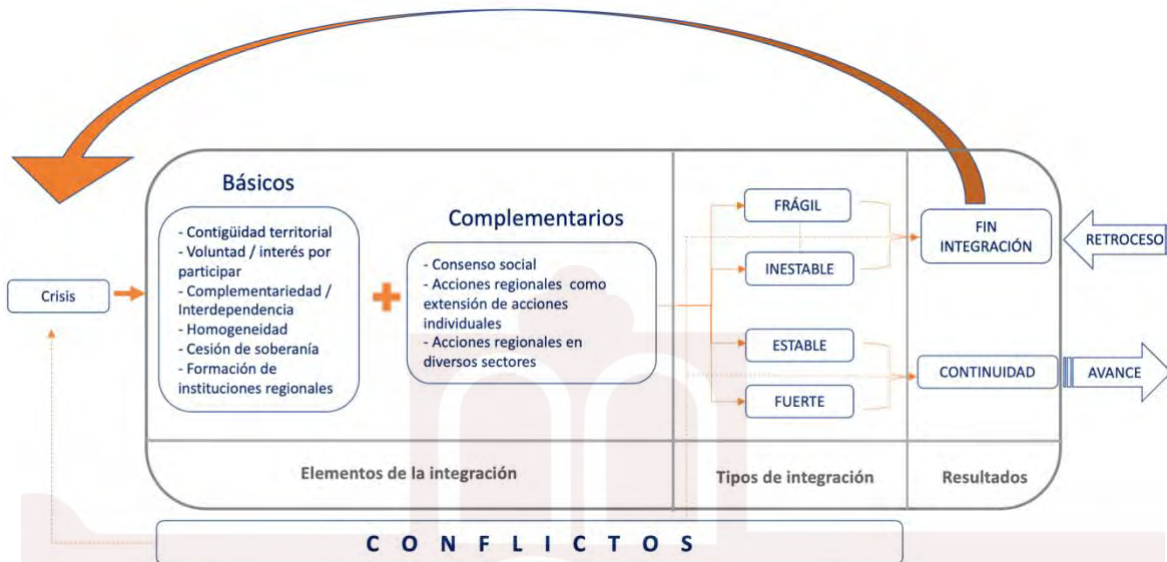 Crisis
Básicos
- Contigüidad territorial
- Voluntad / interés por
participar
- Complementariedad /
Interdependencia
- Homogeneidad
- Cesión de soberanía
- Formación de
instituciones regionales
Complementarios
- Consenso social
- Acciones regionales como
extensión de acciones
individuales
- Acciones regionales en
diversos sectores
FRÁGIL
INESTABLE
ESTABLE
FUERTE
FIN
INTEGRACIÓN
CONTINUIDAD
RETROCESO
AVANCE
Elementos de la integración
Tipos de integración
Resultados
CONFLICTOS